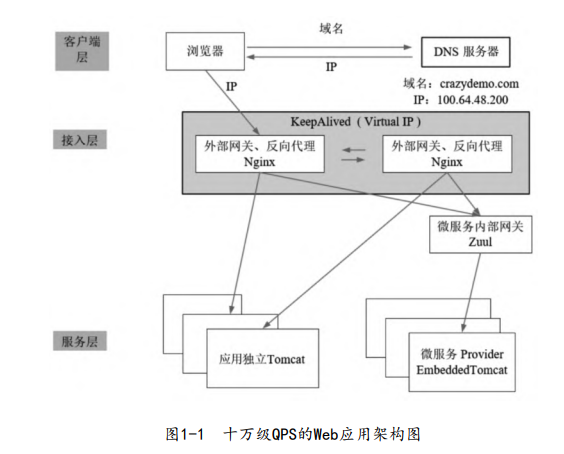 客户端层
浏览器
域名
IP
DNS 服务器
域名：crazydemo.com
IP：100.64.48.200
IP
KeepAlived（Virtual IP）
接入层
外部网关、反向代理
Nginx
外部网关、反向代理
Nginx
微服务内部网关
Zuul
服务层
应用独立Tomcat
微服务 Provider
EmbeddedTomcat
图1-1 十万级QPS的Web应用架构图